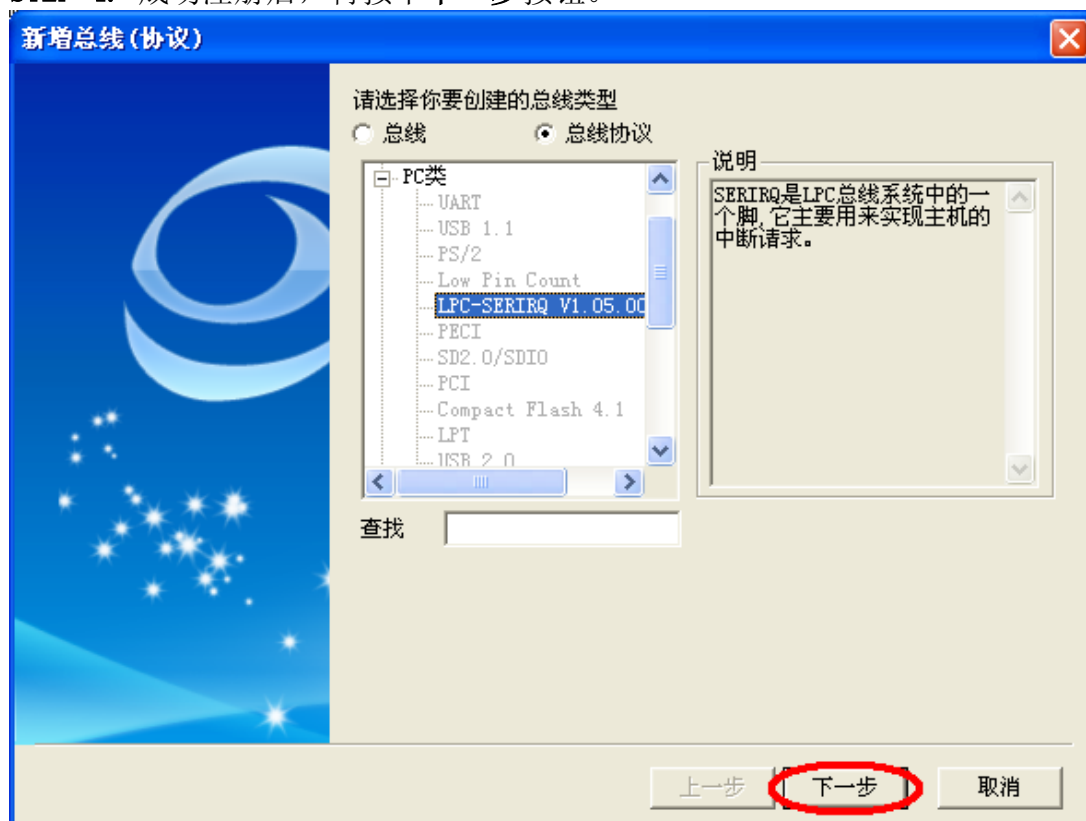 新增总线(协议)
请选择你要创建的总线类型
总线
总线协议
PC类
UART
USB 1.1
PS/2
Low Pin Count
LPC-SERIRQ V1.05.00
PECI
SD2.0/SDIO
PCI
Compact Flash 4.1
LPT
USB 2.0
说明
SERIRQ是LPC总线系统中的一
个脚,它主要用来实现主机的
中断请求。
查找
上一步
下一步
取消